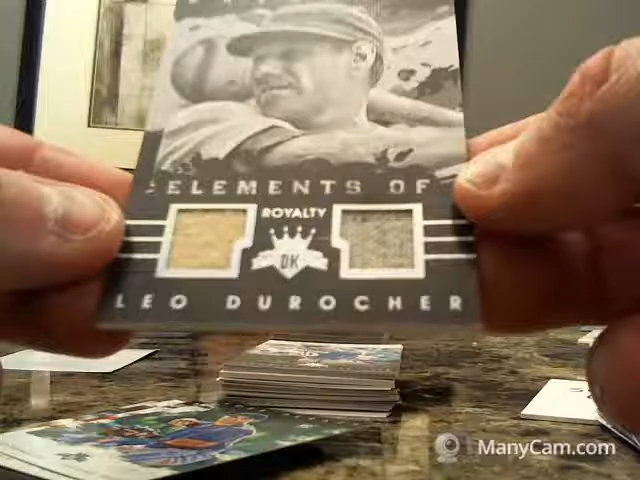 ELEMENTS OF
ROYALTY
DK
LEO DUROCHER
ManyCam.com